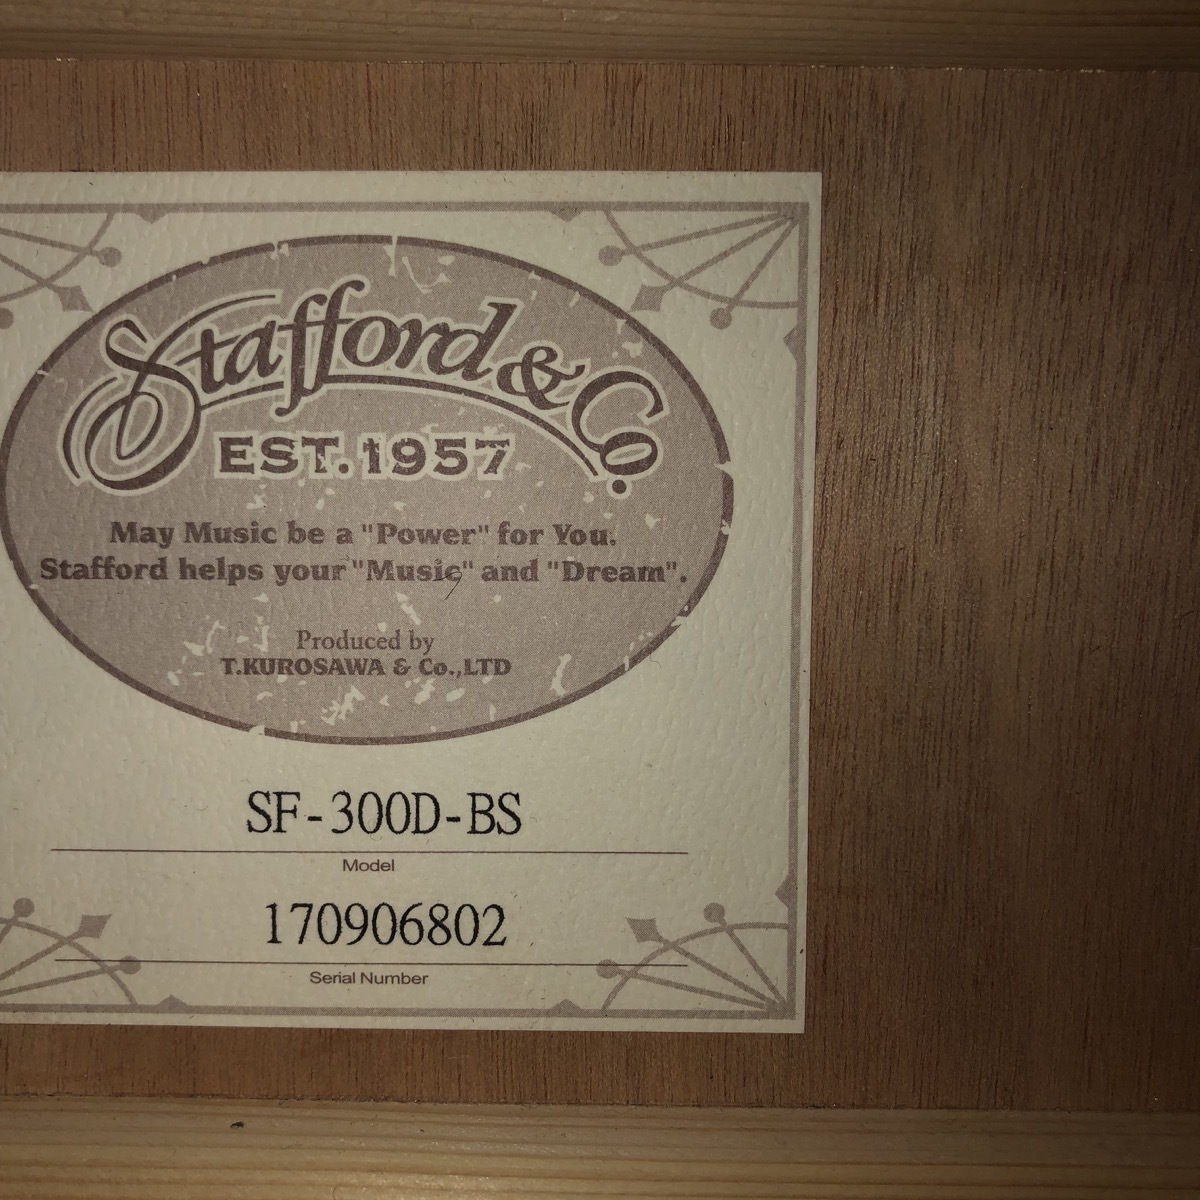 Stafford & Co.
EST. 1957
May Music be a "Power" for You.
Stafford helps your "Music" and "Dream".
Produced by
T.KUROSAWA & Co.,LTD
SF-300D-BS
Model
170906802
Serial Number